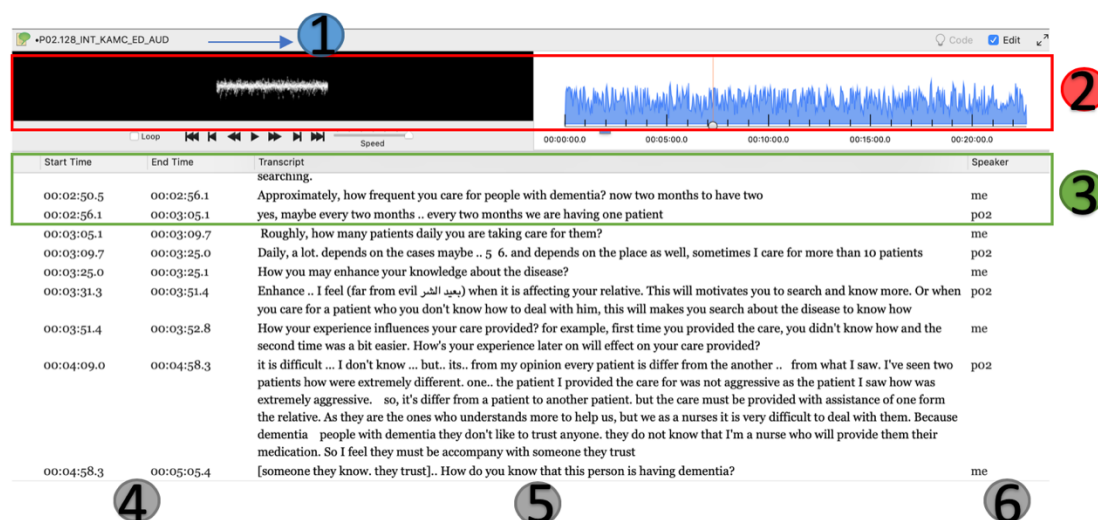 •P02.128_INT_KAMC_ED_AUD
1
Code
Edit
2
Loop
Speed
00:00:00.0 00:05:00.0 00:10:00.0 00:15:00.0 00:20:00.0
Start Time End Time Transcript Speaker
3
searching.
00:02:50.5 00:02:56.1 Approximately, how frequent you care for people with dementia? now two months to have two me
00:02:56.1 00:03:05.1 yes, maybe every two months .. every two months we are having one patient p02
00:03:05.1 00:03:09.7 Roughly, how many patients daily you are taking care for them? me
00:03:09.7 00:03:25.0 Daily, a lot. depends on the cases maybe .. 5 6. and depends on the place as well, sometimes I care for more than 10 patients p02
00:03:25.0 00:03:25.1 How you may enhance your knowledge about the disease? me
00:03:31.3 00:03:51.4 Enhance .. I feel (far from evil بعيد الشر) when it is affecting your relative. This will motivates you to search and know more. Or when p02
you care for a patient who you don't know how to deal with him, this will makes you search about the disease to know how
00:03:51.4 00:03:52.8 How your experience influences your care provided? for example, first time you provided the care, you didn't know how and the me
second time was a bit easier. How's your experience later on will effect on your care provided?
00:04:09.0 00:04:58.3 it is difficult ... I don't know ... but.. its.. from my opinion every patient is differ from the another .. from what I saw. I've seen two p02
patients how were extremely different. one.. the patient I provided the care for was not aggressive as the patient I saw how was
extremely aggressive. so, it's differ from a patient to another patient. but the care must be provided with assistance of one form
the relative. As they are the ones who understands more to help us, but we as a nurses it is very difficult to deal with them. Because
dementia people with dementia they don't like to trust anyone. they do not know that I'm a nurse who will provide them their
medication. So I feel they must be accompany with someone they trust
00:04:58.3 00:05:05.4 [someone they know. they trust].. How do you know that this person is having dementia? me
4 5 6